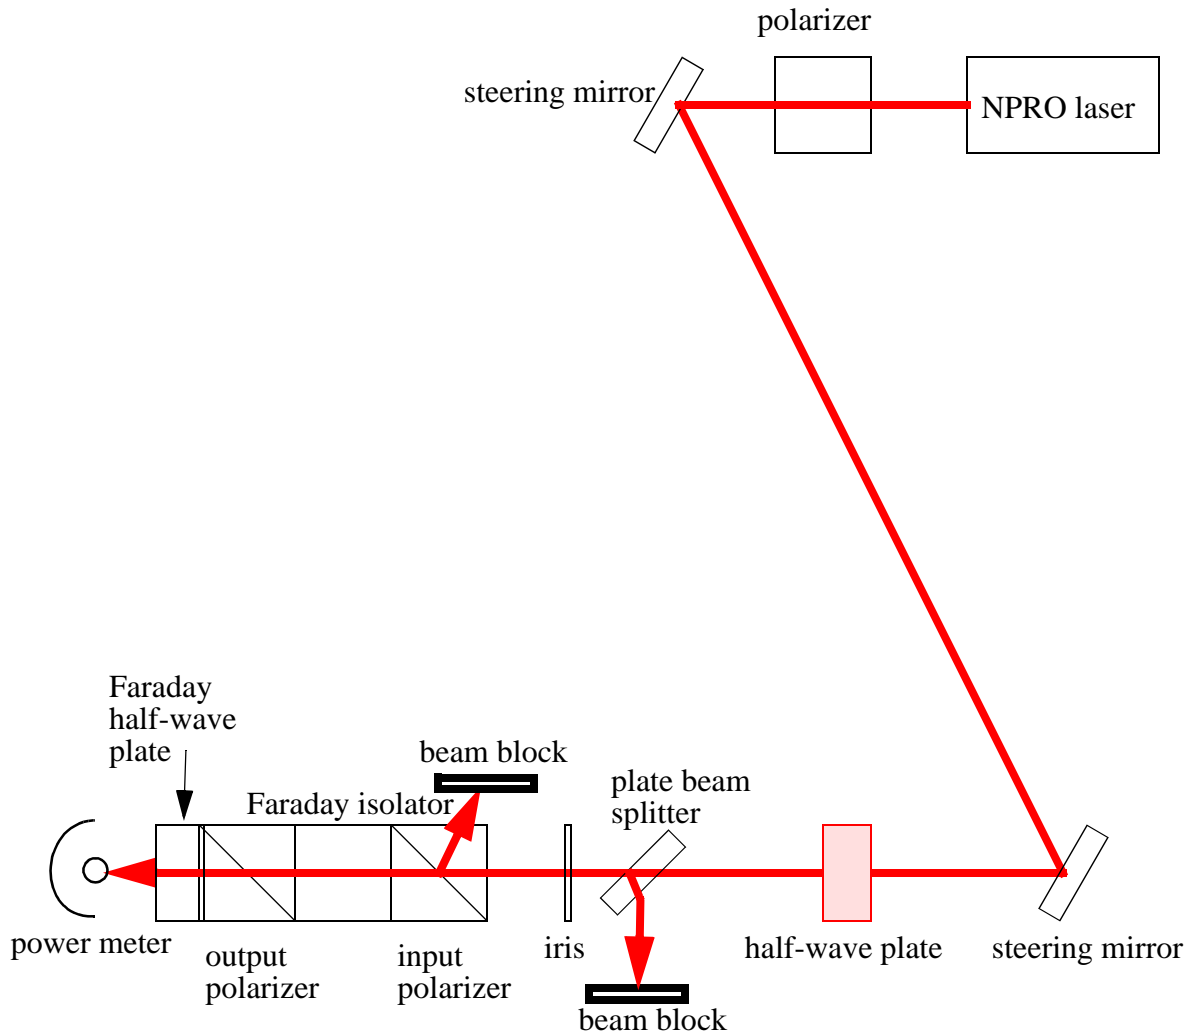 polarizer
steering mirror
NPRO laser
Faraday
half-wave
plate
beam block
plate beam
splitter
Faraday isolator
power meter
output
polarizer
input
polarizer
iris
half-wave plate
steering mirror
beam block